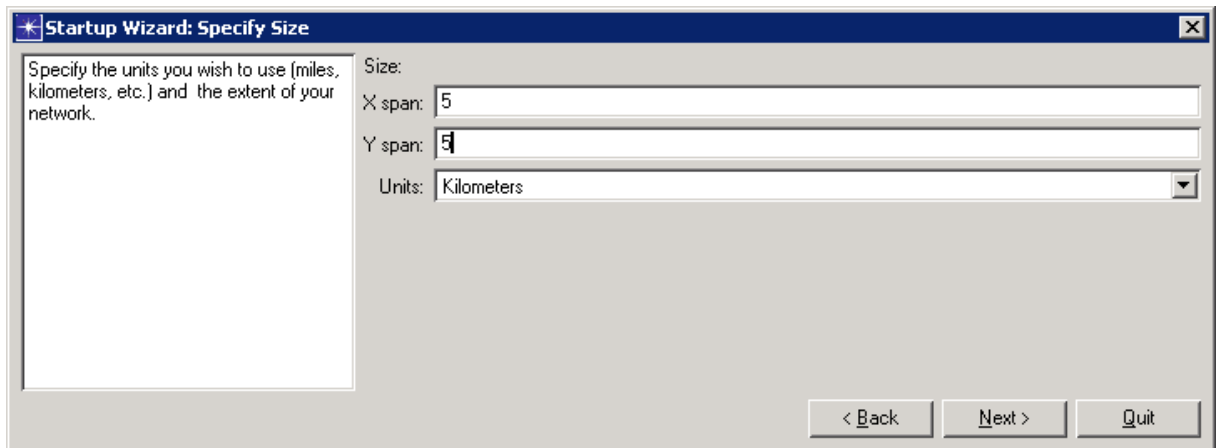 Startup Wizard: Specify Size
Specify the units you wish to use (miles,
kilometers, etc.) and  the extent of your
network.
Size:
X span: 5
Y span: 5
Units: Kilometers
< Back
Next >
Quit